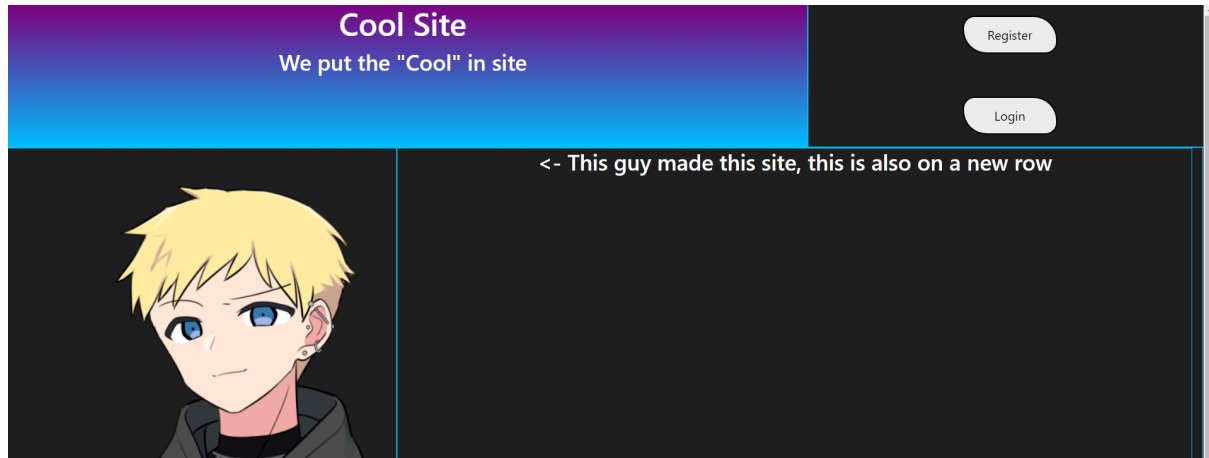 Cool Site
We put the "Cool" in site
Register
Login
<- This guy made this site, this is also on a new row